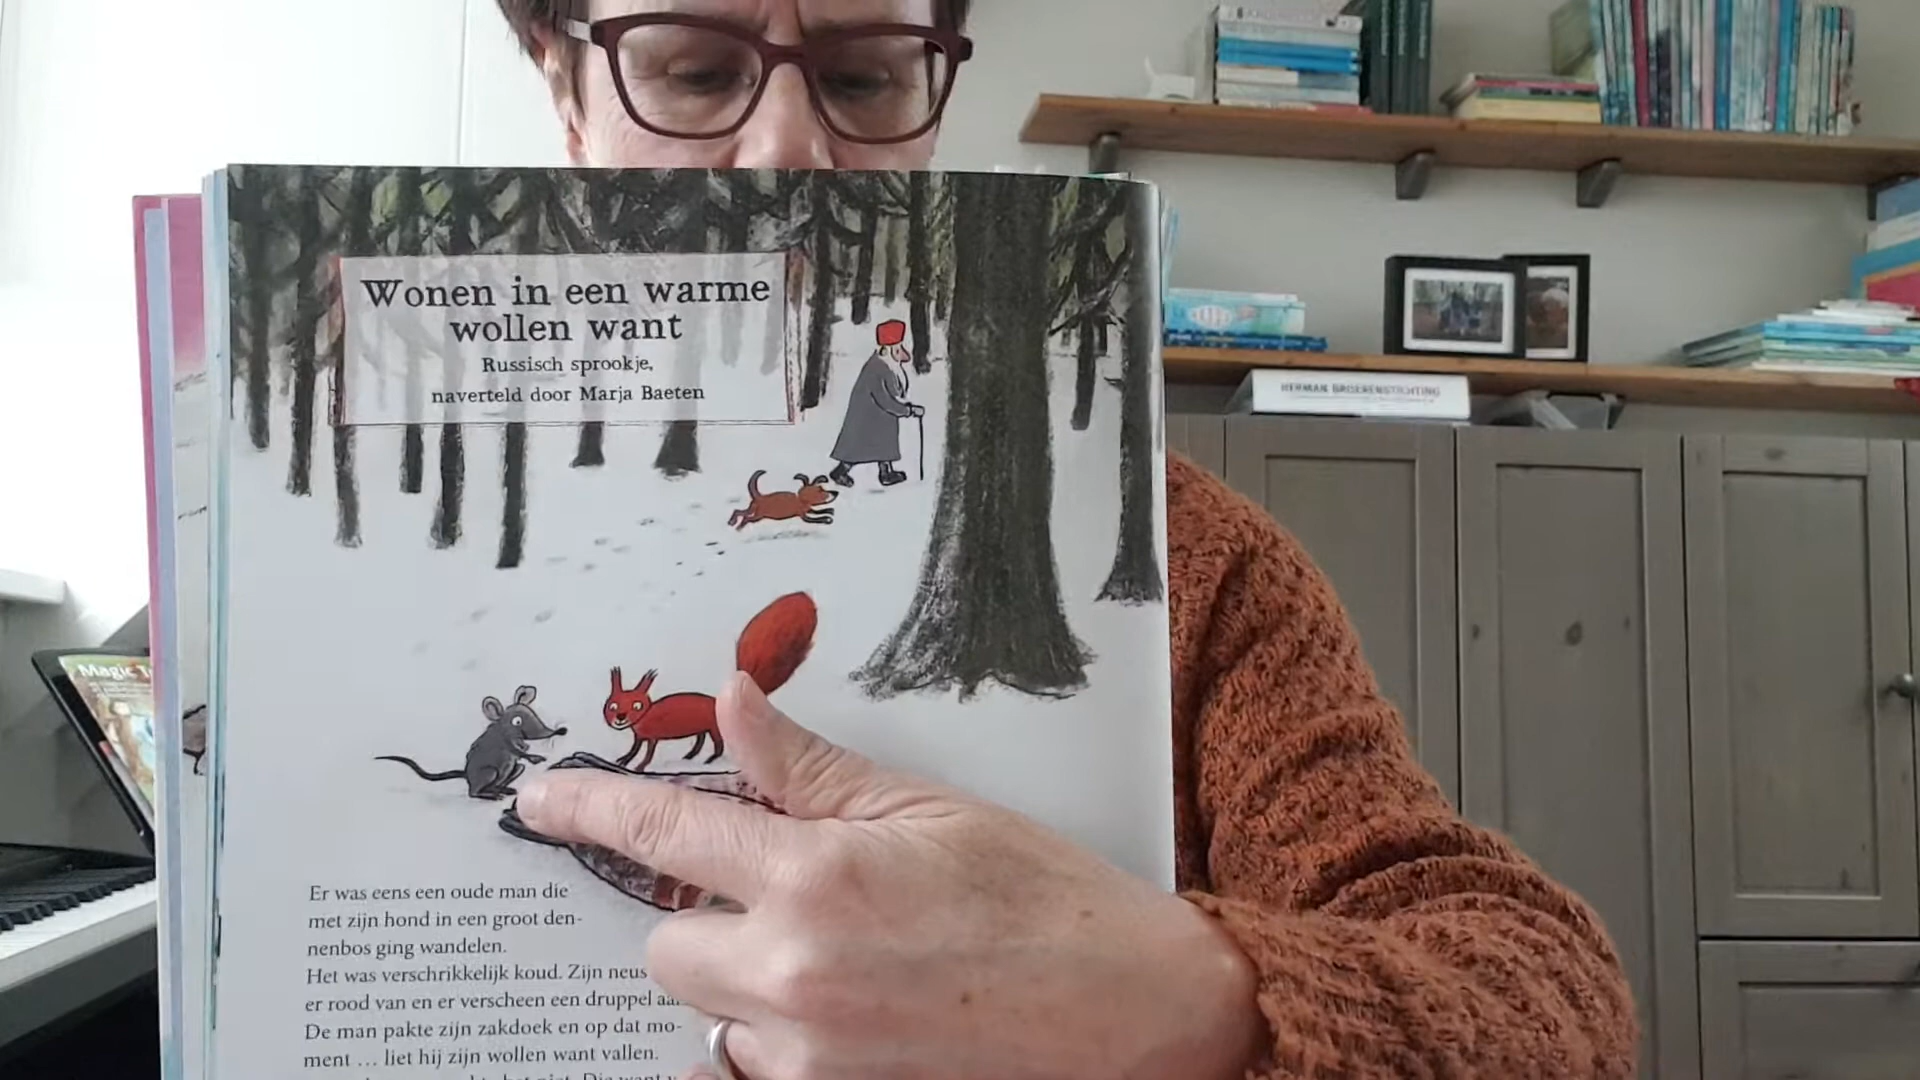 Wonen in een warme
wollen want
Russisch sprookje,
naverteld door Marja Baeten
Er was eens een oude man die
met zijn hond in een groot den-
nenbos ging wandelen.
Het was verschrikkelijk koud. Zijn neus
er rood van en er verscheen een druppel
De man pakte zijn zakdoek en op dat mo-
ment ... liet hij zijn wollen want vallen.
HERMAN BROERENSTICHTING
Magic